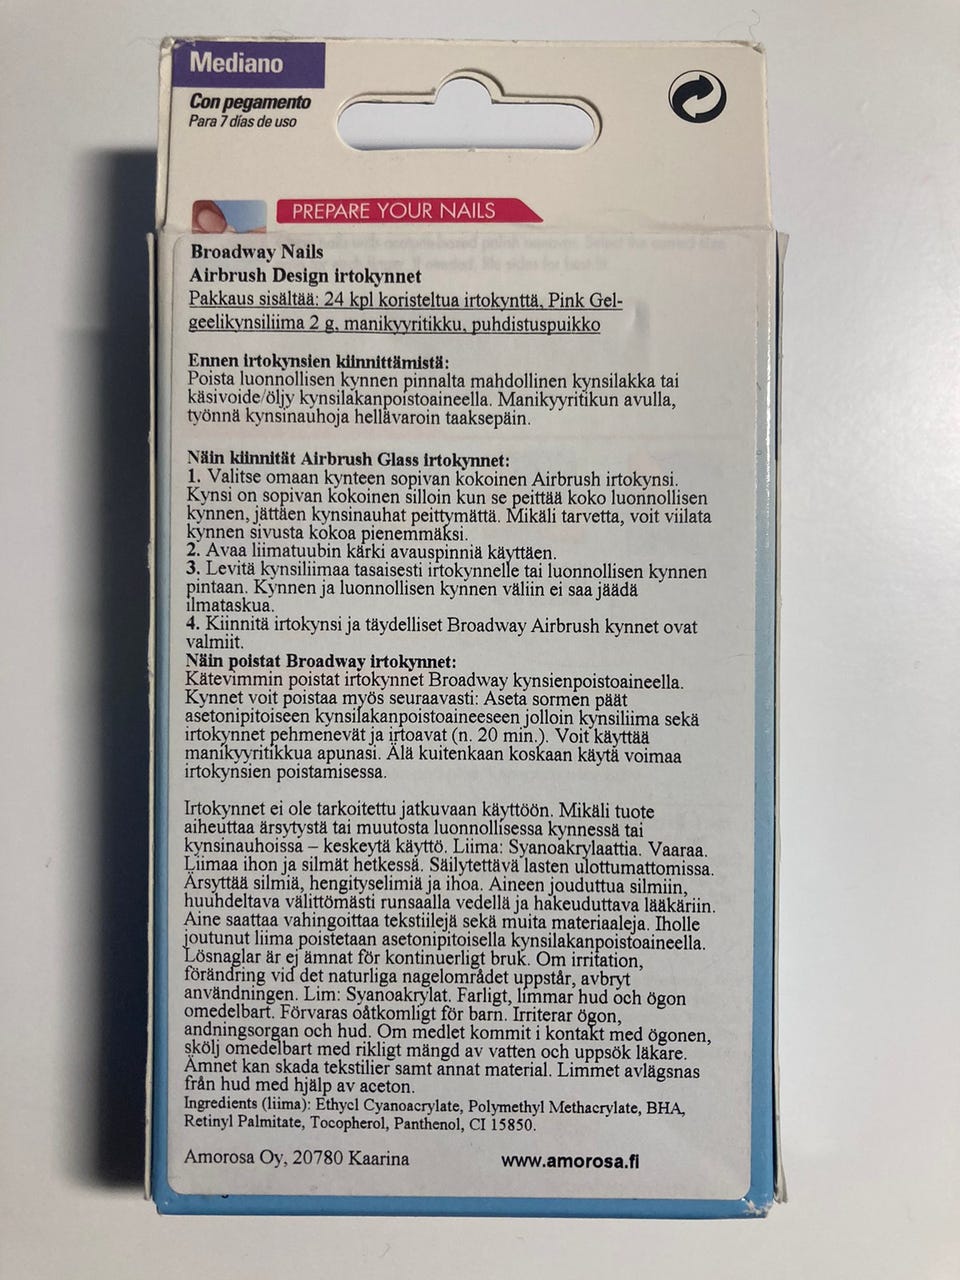 Mediano
Con pegamento
Para 7 días de uso
PREPARE YOUR NAILS
Broadway Nails
Airbrush Design irtokynnet
Pakkaus sisältää: 24 kpl koristeltua irtokynttä, Pink Gel-
geelikynsiliima 2 g, manikyyritikku, puhdistuspuikko
Ennen irtokynsien kiinnittämistä:
Poista luonnollisen kynnen pinnalta mahdollinen kynsilakka tai
käsivoide/öljy kynsilakanpoistoaineella. Manikyyritikun avulla,
työnnä kynsinauhoja hellävaroin taaksepäin.
Näin kiinnität Airbrush Glass irtokynnet:
1. Valitse omaan kynteen sopivan kokoinen Airbrush irtokynsi.
Kynsi on sopivan kokoinen silloin kun se peittää koko luonnollisen
kynnen, jättäen kynsinauhat peittymättä. Mikäli tarvetta, voit viilata
kynnen sivusta kokoa pienemmäksi.
2. Avaa liimatuubin kärki avauspinniä käyttäen.
3. Levitä kynsiliimaa tasaisesti irtokynnelle tai luonnollisen kynnen
pintaan. Kynnen ja luonnollisen kynnen väliin ei saa jäädä
ilmataskua.
4. Kiinnitä irtokynsi ja täydelliset Broadway Airbrush kynnet ovat
valmiit.
Näin poistat Broadway irtokynnet:
Kätevimmin poistat irtokynnet Broadway kynsienpoistoaineella.
Kynnet voit poistaa myös seuraavasti: Aseta sormen päät
asetonipitoiseen kynsilakanpoistoaineeseen jolloin kynsiliima sekä
irtokynnet pehmenevät ja irtoavat (n. 20 min.). Voit käyttää
manikyyritikkua apunasi. Älä kuitenkaan koskaan käytä voimaa
irtokynsien poistamisessa.
Irtokynnet ei ole tarkoitettu jatkuvaan käyttöön. Mikäli tuote
aiheuttaa ärsytystä tai muutosta luonnollisessa kynnessä tai
kynsinauhoissa – keskeytä käyttö. Liima: Syanoakrylaattia. Vaaraa.
Liimaa ihon ja silmät hetkessä. Säilytettävä lasten ulottumattomissa.
Ärsyttää silmiä, hengityselimiä ja ihoa. Aineen jouduttua silmiin,
huuhdeltava välittömästi runsaalla vedellä ja hakeuduttava lääkäriin.
Aine saattaa vahingoittaa tekstiilejä sekä muita materiaaleja. Iholle
joutunut liima poistetaan asetonipitoisella kynsilakanpoistoaineella.
Lösnaglar är ej ämnat för kontinuerligt bruk. Om irritation,
förändring vid det naturliga nagelområdet uppstår, avbryt
användningen. Lim: Syanoakrylat. Farligt, limmar hud och ögon
omedelbart. Förvaras oåtkomligt för barn. Irriterar ögon,
andningsorgan och hud. Om medlet kommit i kontakt med ögonen,
skölj omedelbart med rikligt mängd av vatten och uppsök läkare.
Ämnet kan skada textilier samt annat material. Limmet avlägsnas
från hud med hjälp av aceton.
Ingredients (liima): Ethycl Cyanoacrylate, Polymethyl Methacrylate, BHA,
Retinyl Palmitate, Tocopherol, Panthenol, CI 15850.
Amorosa Oy, 20780 Kaarina
www.amorosa.fi